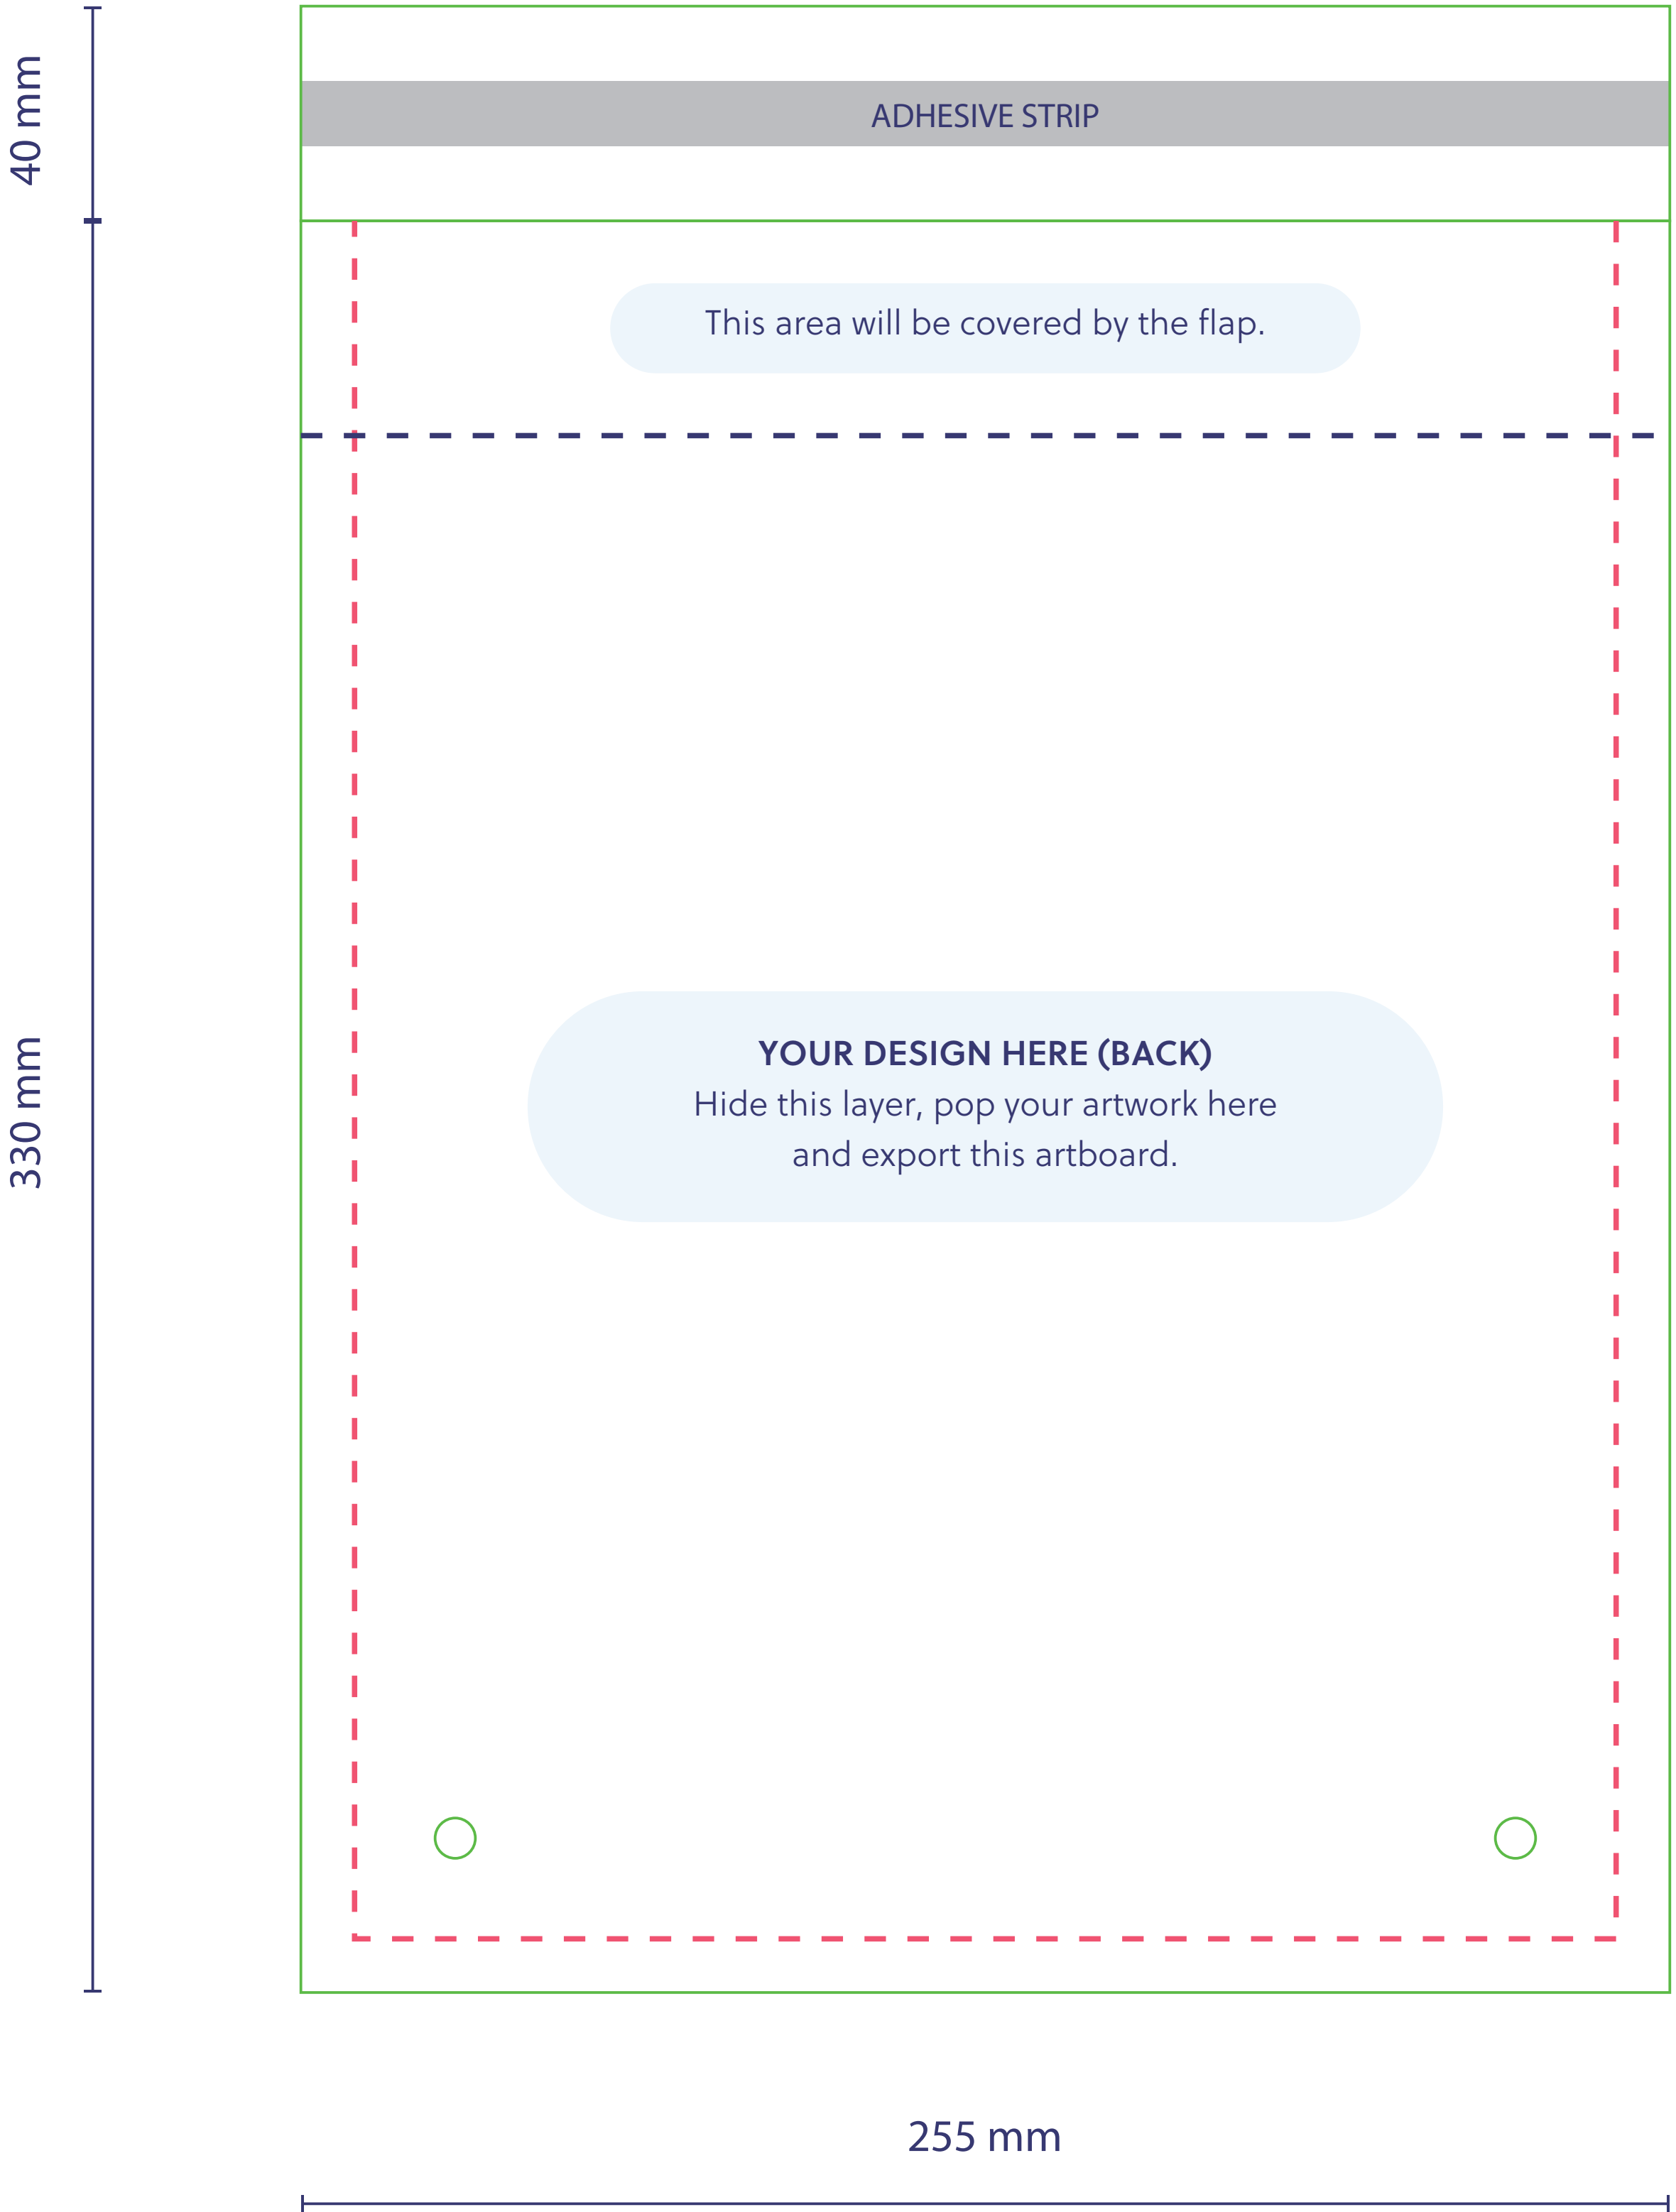 40 mm
ADHESIVE STRIP
This area will be covered by the flap.
330 mm
YOUR DESIGN HERE (BACK)
Hide this layer, pop your artwork here
and export this artboard.
255 mm